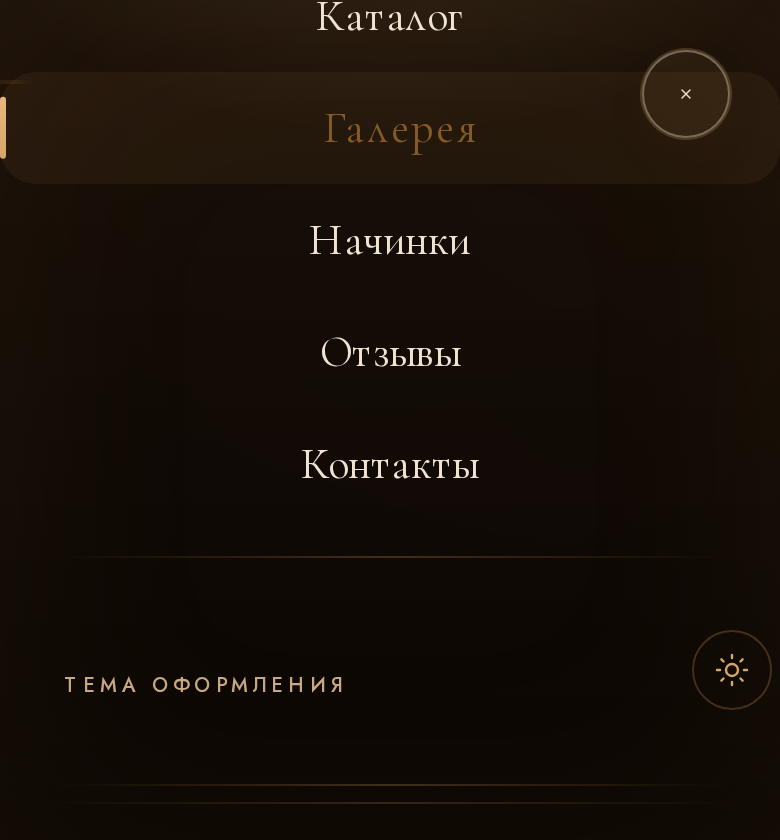 Каталог
Галерея
Начинки
Отзывы
Контакты
ТЕМА ОФОРМЛЕНИЯ